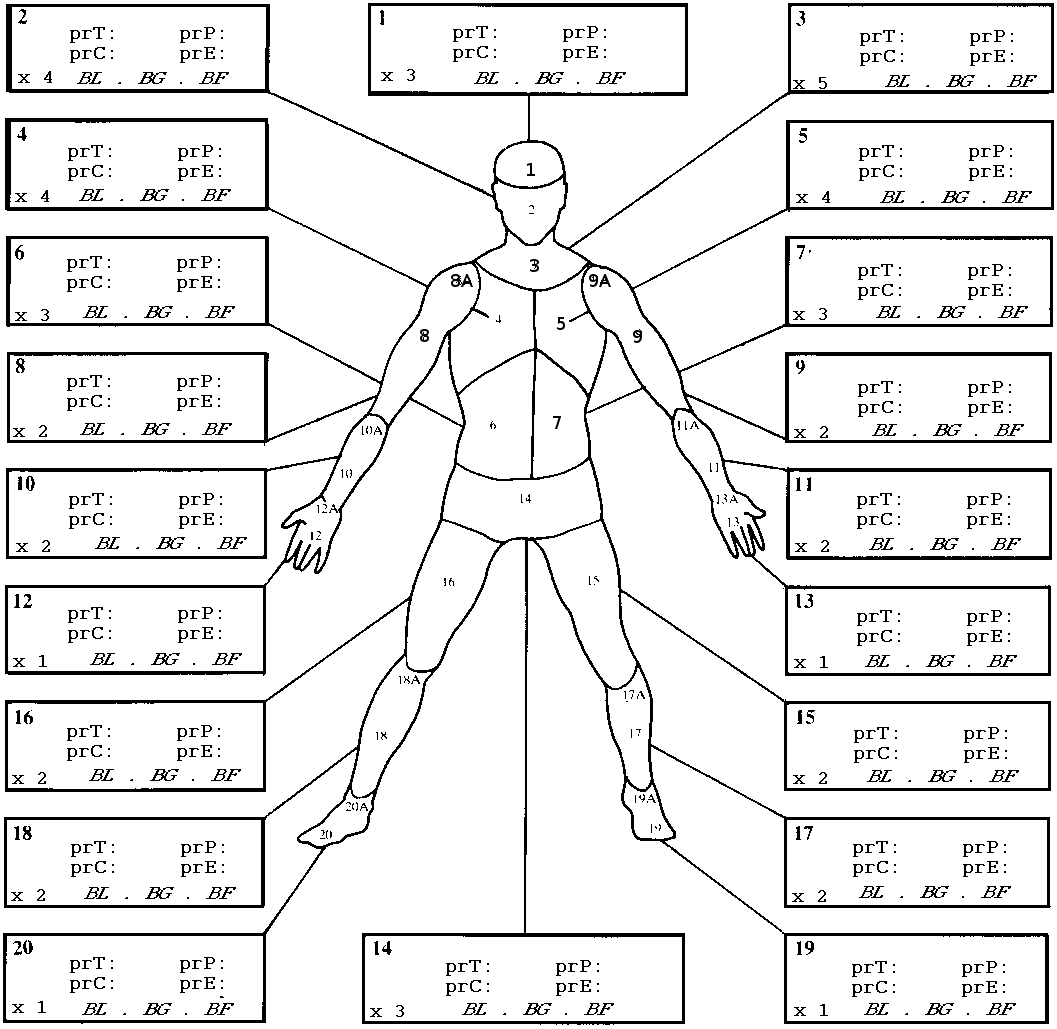 2
prT: prP:
prC: prE:
x 4 BL . BG . BF
1
prT: prP:
prC: prE:
x 3 BL . BG . BF
3
prT: prP:
prC: prE:
x 5 BL . BG . BF
4
prT: prP:
prC: prE:
x 4 BL . BG . BF
5
prT: prP:
prC: prE:
x 4 BL . BG . BF
6
prT: prP:
prC: prE:
x 3 BL . BG . BF
7
prT: prP:
prC: prE:
x 3 BL . BG . BF
8
prT: prP:
prC: prE:
x 2 BL . BG . BF
9
prT: prP:
prC: prE:
x 2 BL . BG . BF
10
prT: prP:
prC: prE:
x 2 BL . BG . BF
11
prT: prP:
prC: prE:
x 2 BL . BG . BF
12
prT: prP:
prC: prE:
x 1 BL . BG . BF
13
prT: prP:
prC: prE:
x 1 BL . BG . BF
16
prT: prP:
prC: prE:
x 2 BL . BG . BF
15
prT: prP:
prC: prE:
x 2 BL . BG . BF
18
prT: prP:
prC: prE:
x 2 BL . BG . BF
17
prT: prP:
prC: prE:
x 2 BL . BG . BF
20
prT: prP:
prC: prE:
x 1 BL . BG . BF
14
prT: prP:
prC: prE:
x 3 BL . BG . BF
19
prT: prP:
prC: prE:
x 1 BL . BG . BF
1
2
3
8A 9A
4 5
8 9
6 7
10A 11A
10 11
14
12A 13A
12 13
16 15
18A 17A
18 17
20A 19A
20 19